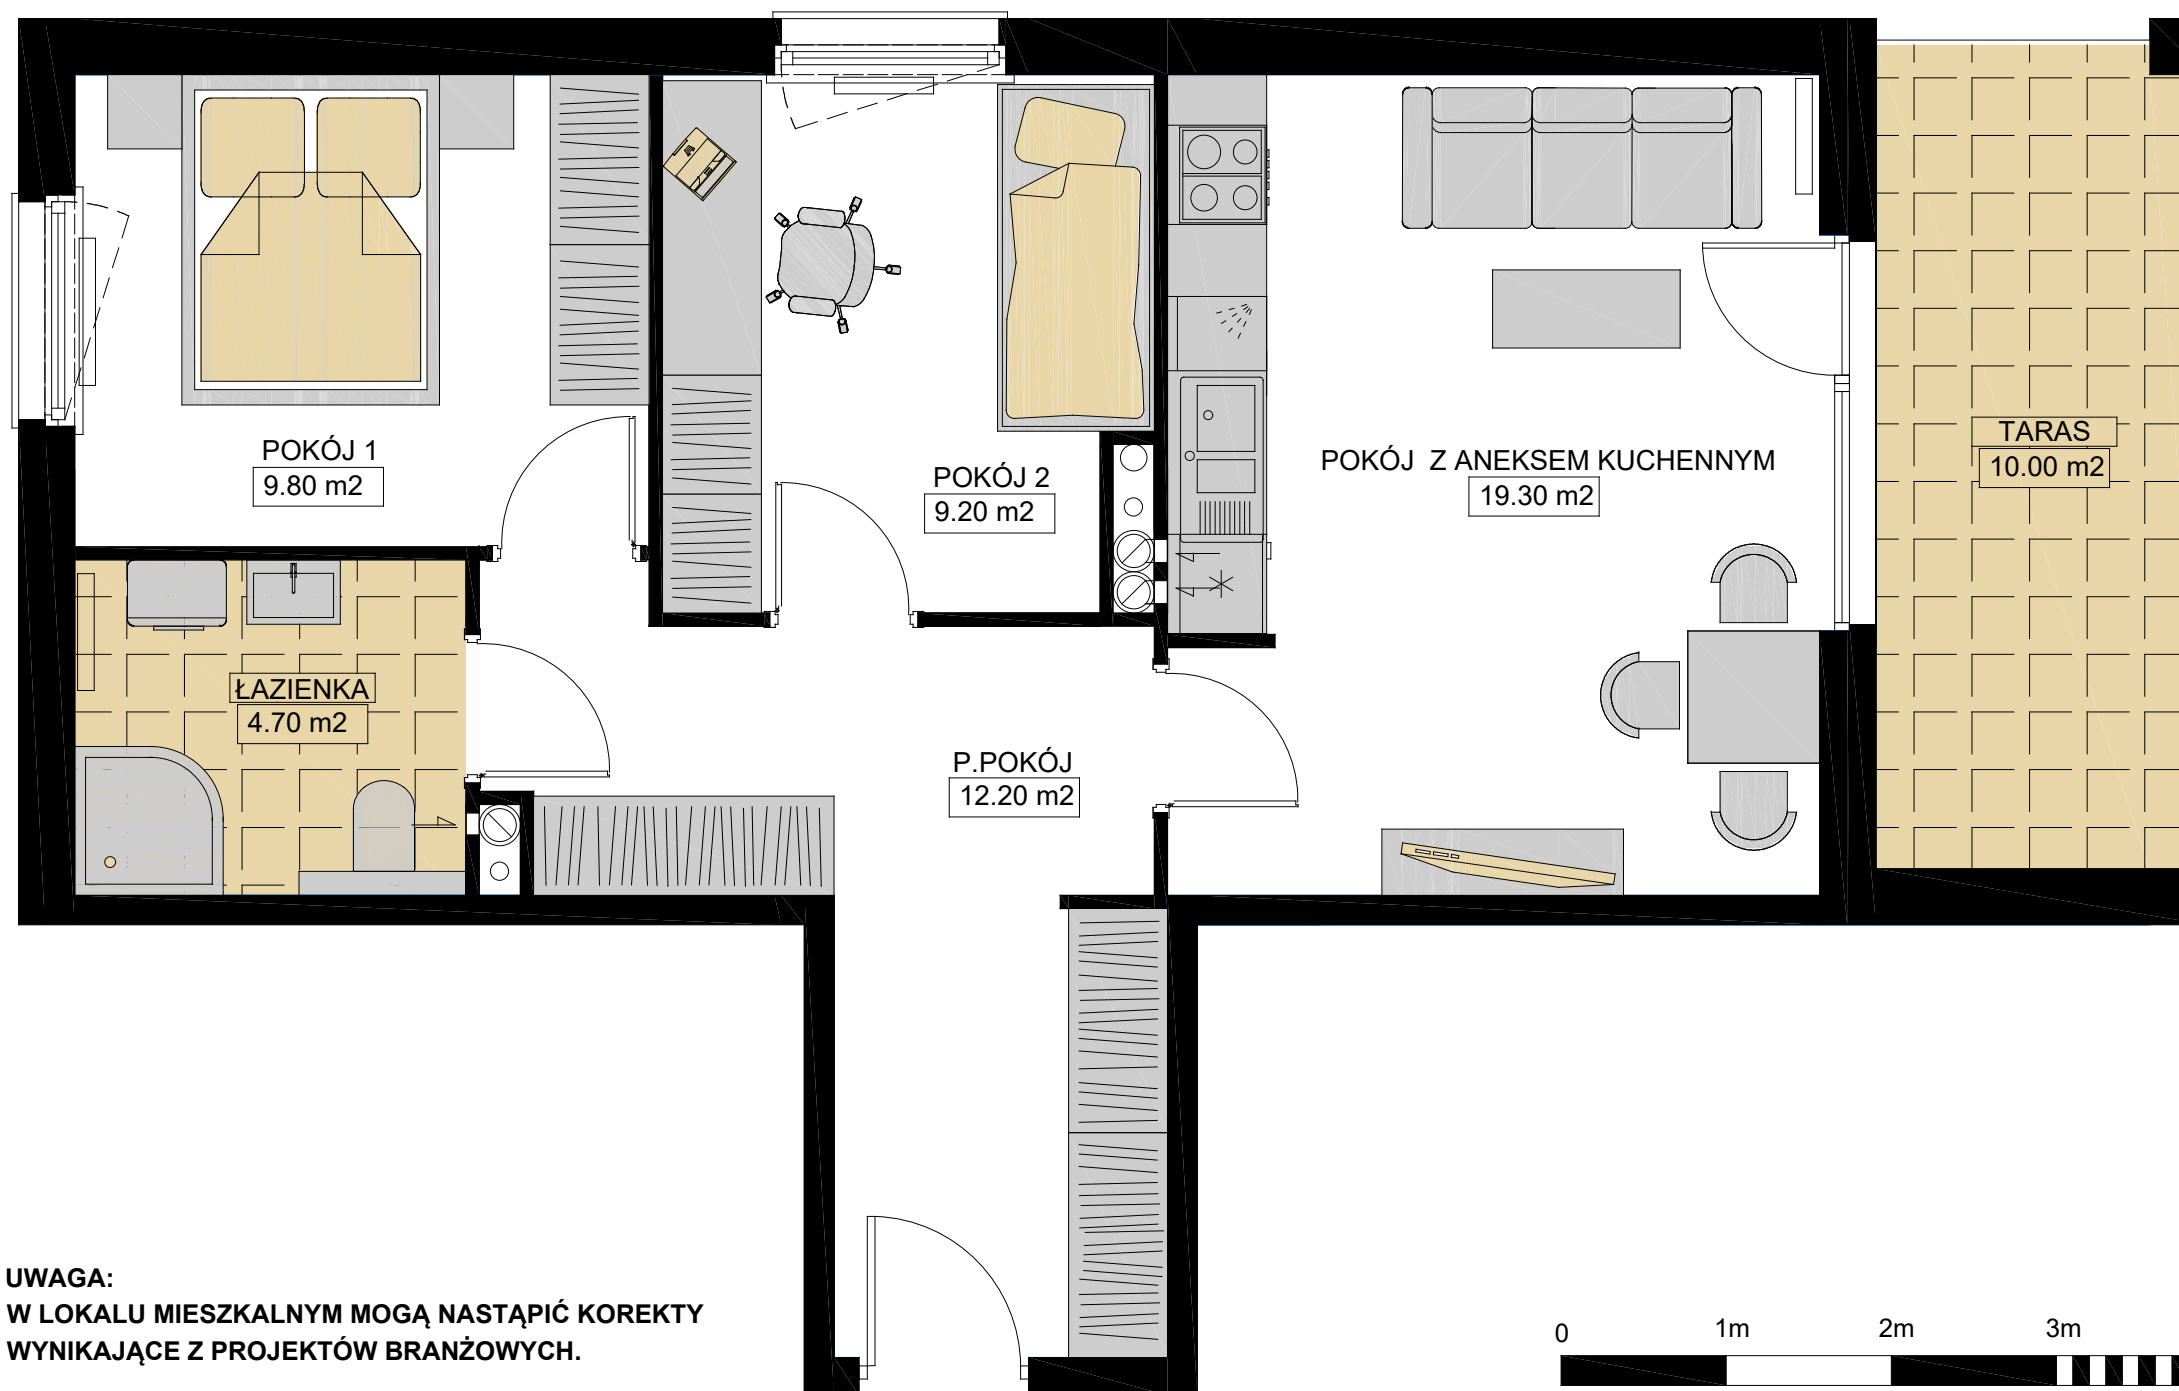 POKÓJ 1
9.80 m2
POKÓJ 2
9.20 m2
POKÓJ Z ANEKSEM KUCHENNYM
19.30 m2
TARAS
10.00 m2
ŁAZIENKA
4.70 m2
P.POKÓJ
12.20 m2
UWAGA:
W LOKALU MIESZKALNYM MOGĄ NASTĄPIĆ KOREKTY
WYNIKAJĄCE Z PROJEKTÓW BRANŻOWYCH.
0 1m 2m 3m